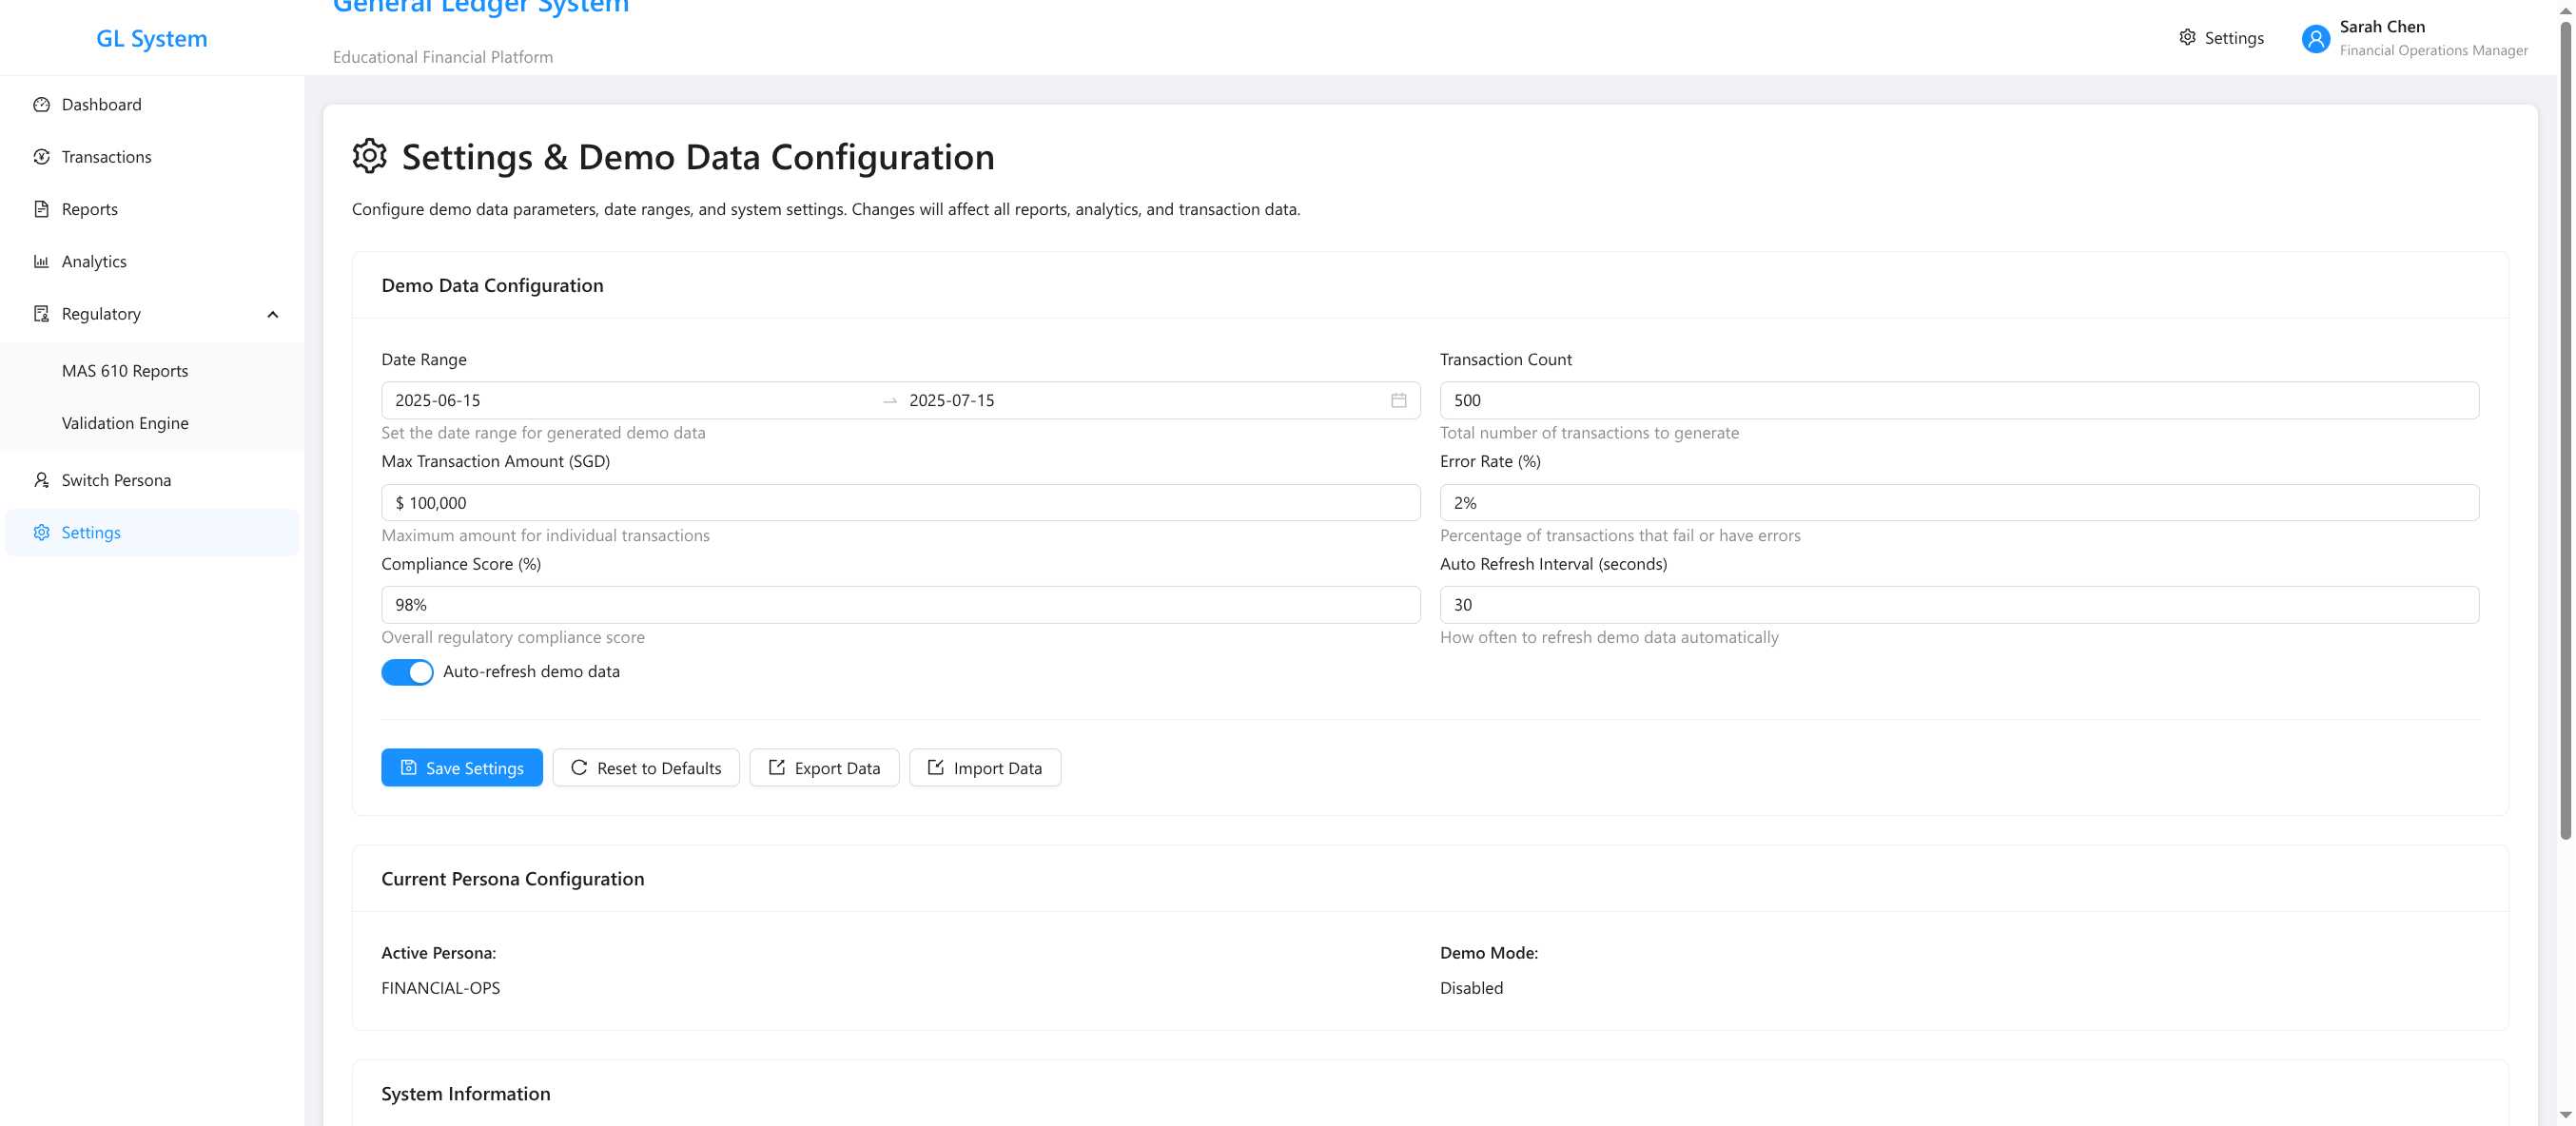 General Ledger System
GL System
Educational Financial Platform
Settings
Sarah Chen
Financial Operations Manager
Dashboard
Transactions
Reports
Analytics
Regulatory
MAS 610 Reports
Validation Engine
Switch Persona
Settings
Settings & Demo Data Configuration
Configure demo data parameters, date ranges, and system settings. Changes will affect all reports, analytics, and transaction data.
Demo Data Configuration
Date Range
2025-06-15
2025-07-15
Set the date range for generated demo data
Transaction Count
500
Total number of transactions to generate
Max Transaction Amount (SGD)
$ 100,000
Maximum amount for individual transactions
Error Rate (%)
2%
Percentage of transactions that fail or have errors
Compliance Score (%)
98%
Overall regulatory compliance score
Auto Refresh Interval (seconds)
30
How often to refresh demo data automatically
Auto-refresh demo data
Save Settings
Reset to Defaults
Export Data
Import Data
Current Persona Configuration
Active Persona:
FINANCIAL-OPS
Demo Mode:
Disabled
System Information